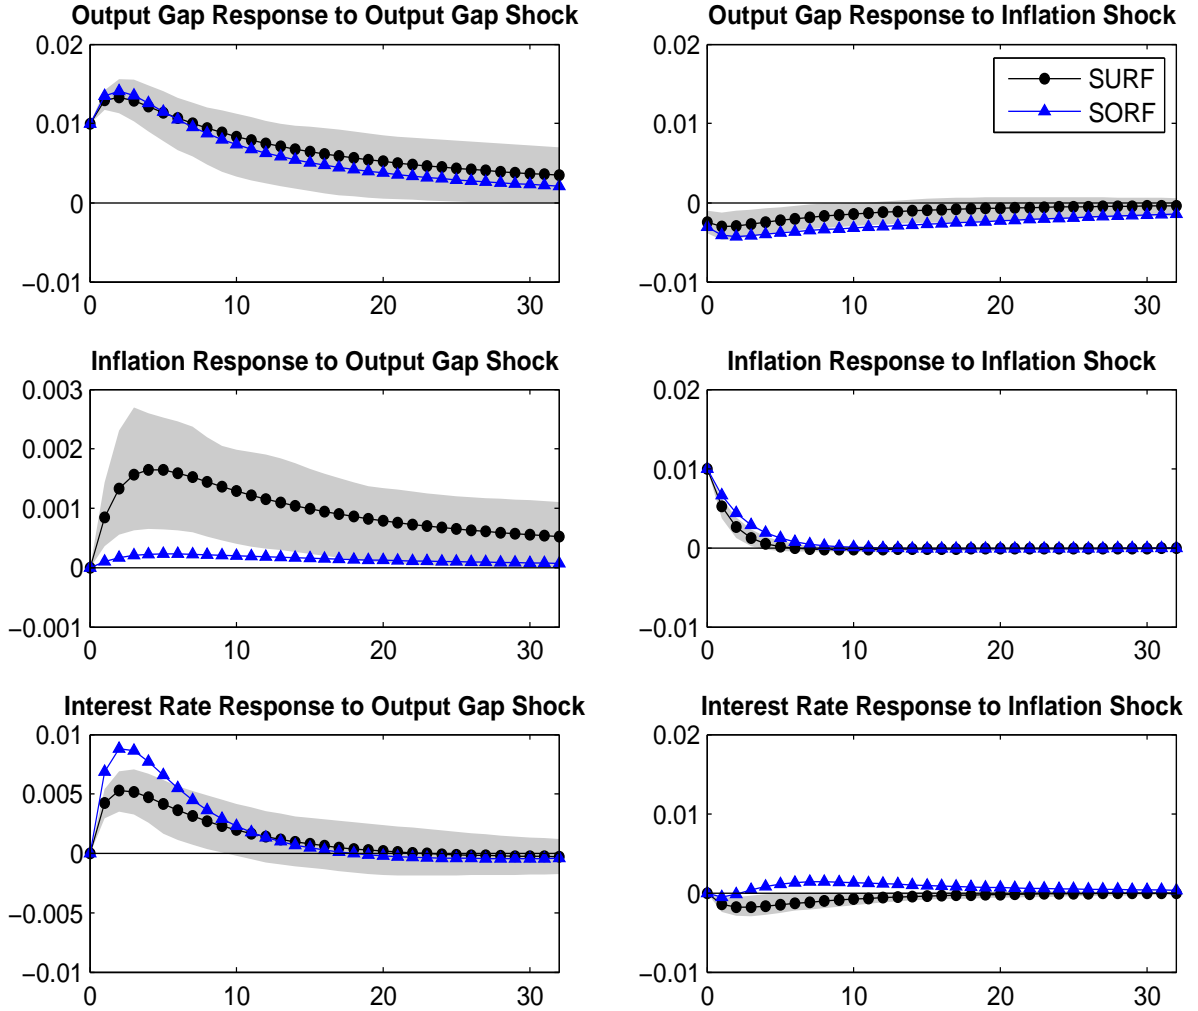 Output Gap Response to Output Gap Shock
0.02
0.01
0
−0.01
0 10 20 30
Output Gap Response to Inflation Shock
SURF
SORF
0.02
0.01
0
−0.01
0 10 20 30
Inflation Response to Output Gap Shock
0.003
0.002
0.001
0
−0.001
0 10 20 30
Inflation Response to Inflation Shock
0.02
0.01
0
−0.01
0 10 20 30
Interest Rate Response to Output Gap Shock
0.01
0.005
0
−0.005
−0.01
0 10 20 30
Interest Rate Response to Inflation Shock
0.02
0.01
0
−0.01
0 10 20 30